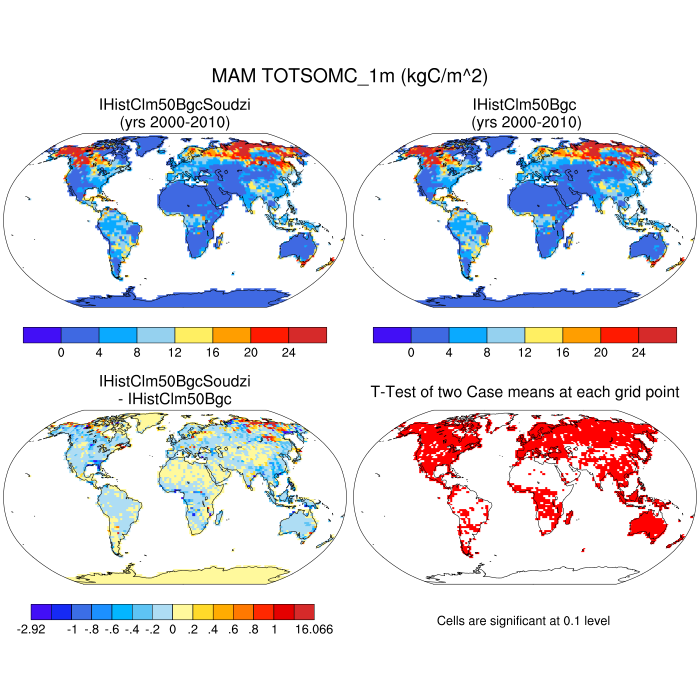 MAM TOTSOMC_1m (kgC/m^2)
IHistClm50BgcSoudzi
(yrs 2000-2010)
IHistClm50Bgc
(yrs 2000-2010)
0 4 8 12 16 20 24
0 4 8 12 16 20 24
IHistClm50BgcSoudzi
- IHistClm50Bgc
T-Test of two Case means at each grid point
-2.92 -1 -.8 -.6 -.4 -.2 0 .2 .4 .6 .8 1 16.066
Cells are significant at 0.1 level